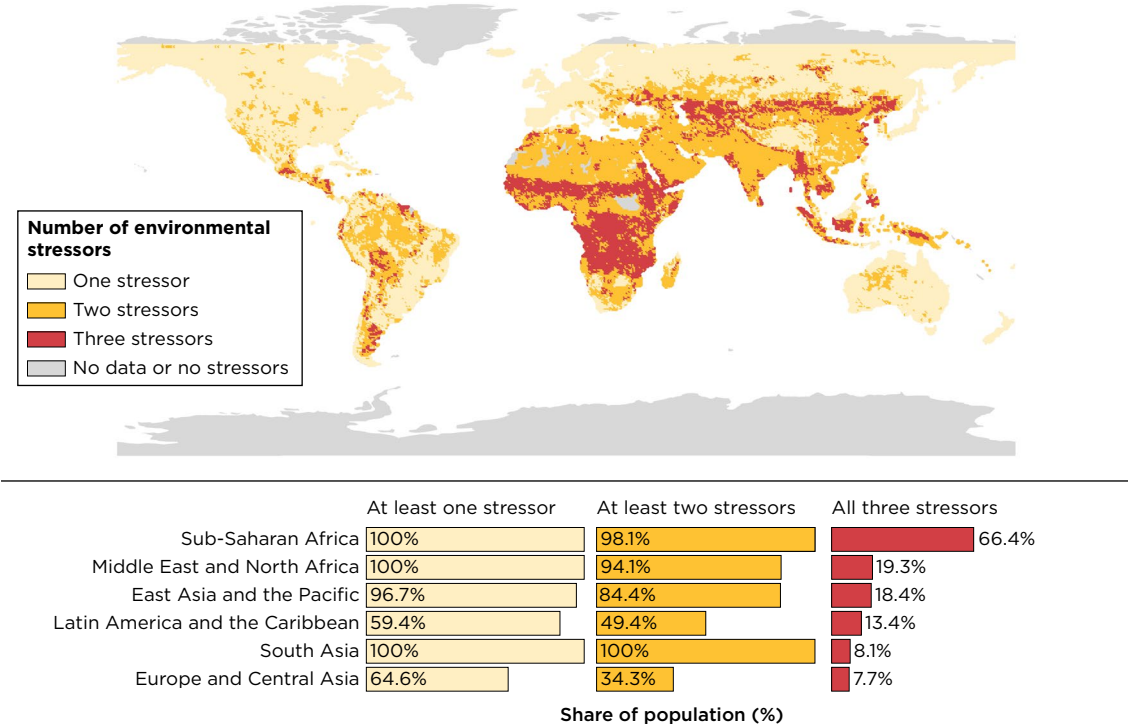 Number of environmental
stressors
One stressor
Two stressors
Three stressors
No data or no stressors
At least one stressor At least two stressors All three stressors
Sub-Saharan Africa 100% 98.1% 66.4%
Middle East and North Africa 100% 94.1% 19.3%
East Asia and the Pacific 96.7% 84.4% 18.4%
Latin America and the Caribbean 59.4% 49.4% 13.4%
South Asia 100% 100% 8.1%
Europe and Central Asia 64.6% 34.3% 7.7%
Share of population (%)